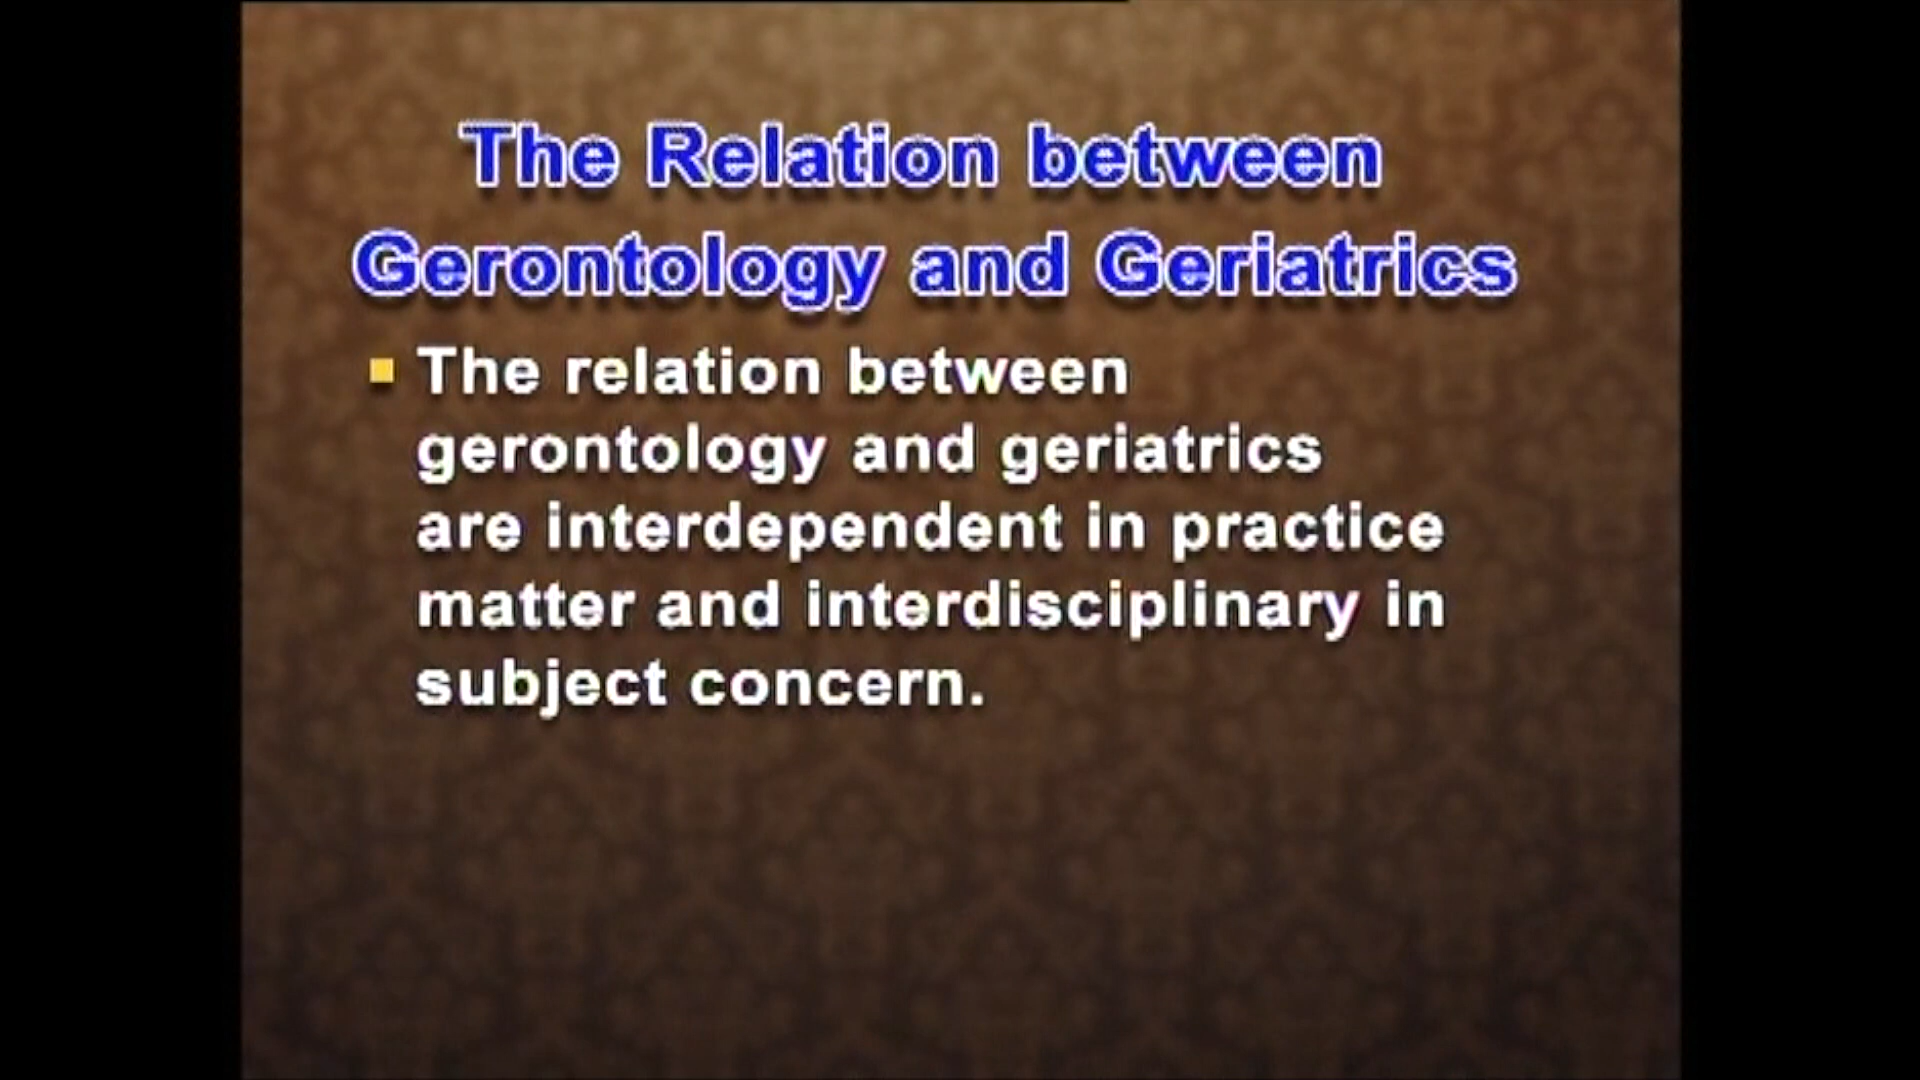 The Relation between
Gerontology and Geriatrics
The relation between
gerontology and geriatrics
are interdependent in practice
matter and interdisciplinary in
subject concern.